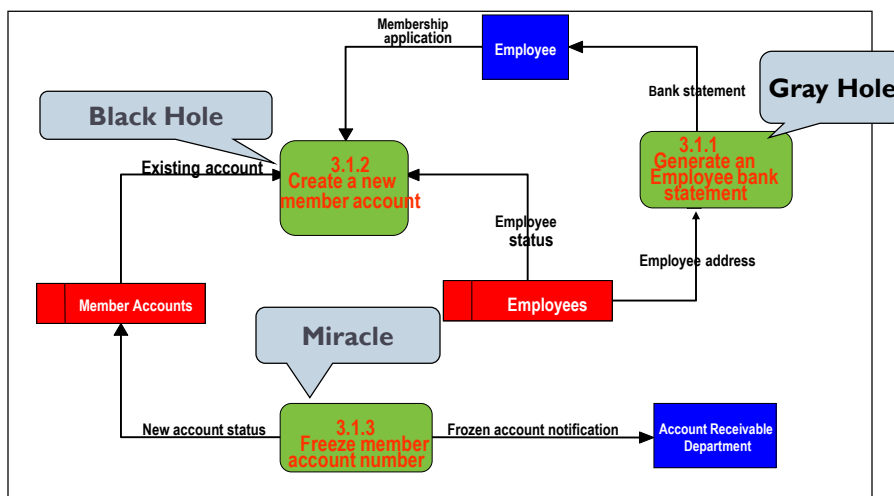 Membership
application
Employee
Bank statement
Gray Hole
Black Hole
3.1.2
Create a new
member account
3.1.1
Generate an
Employee bank
statement
Existing account
Employee
status
Employee address
Member Accounts
Employees
Miracle
New account status
3.1.3
Freeze member
account number
Frozen account notification
Account Receivable
Department